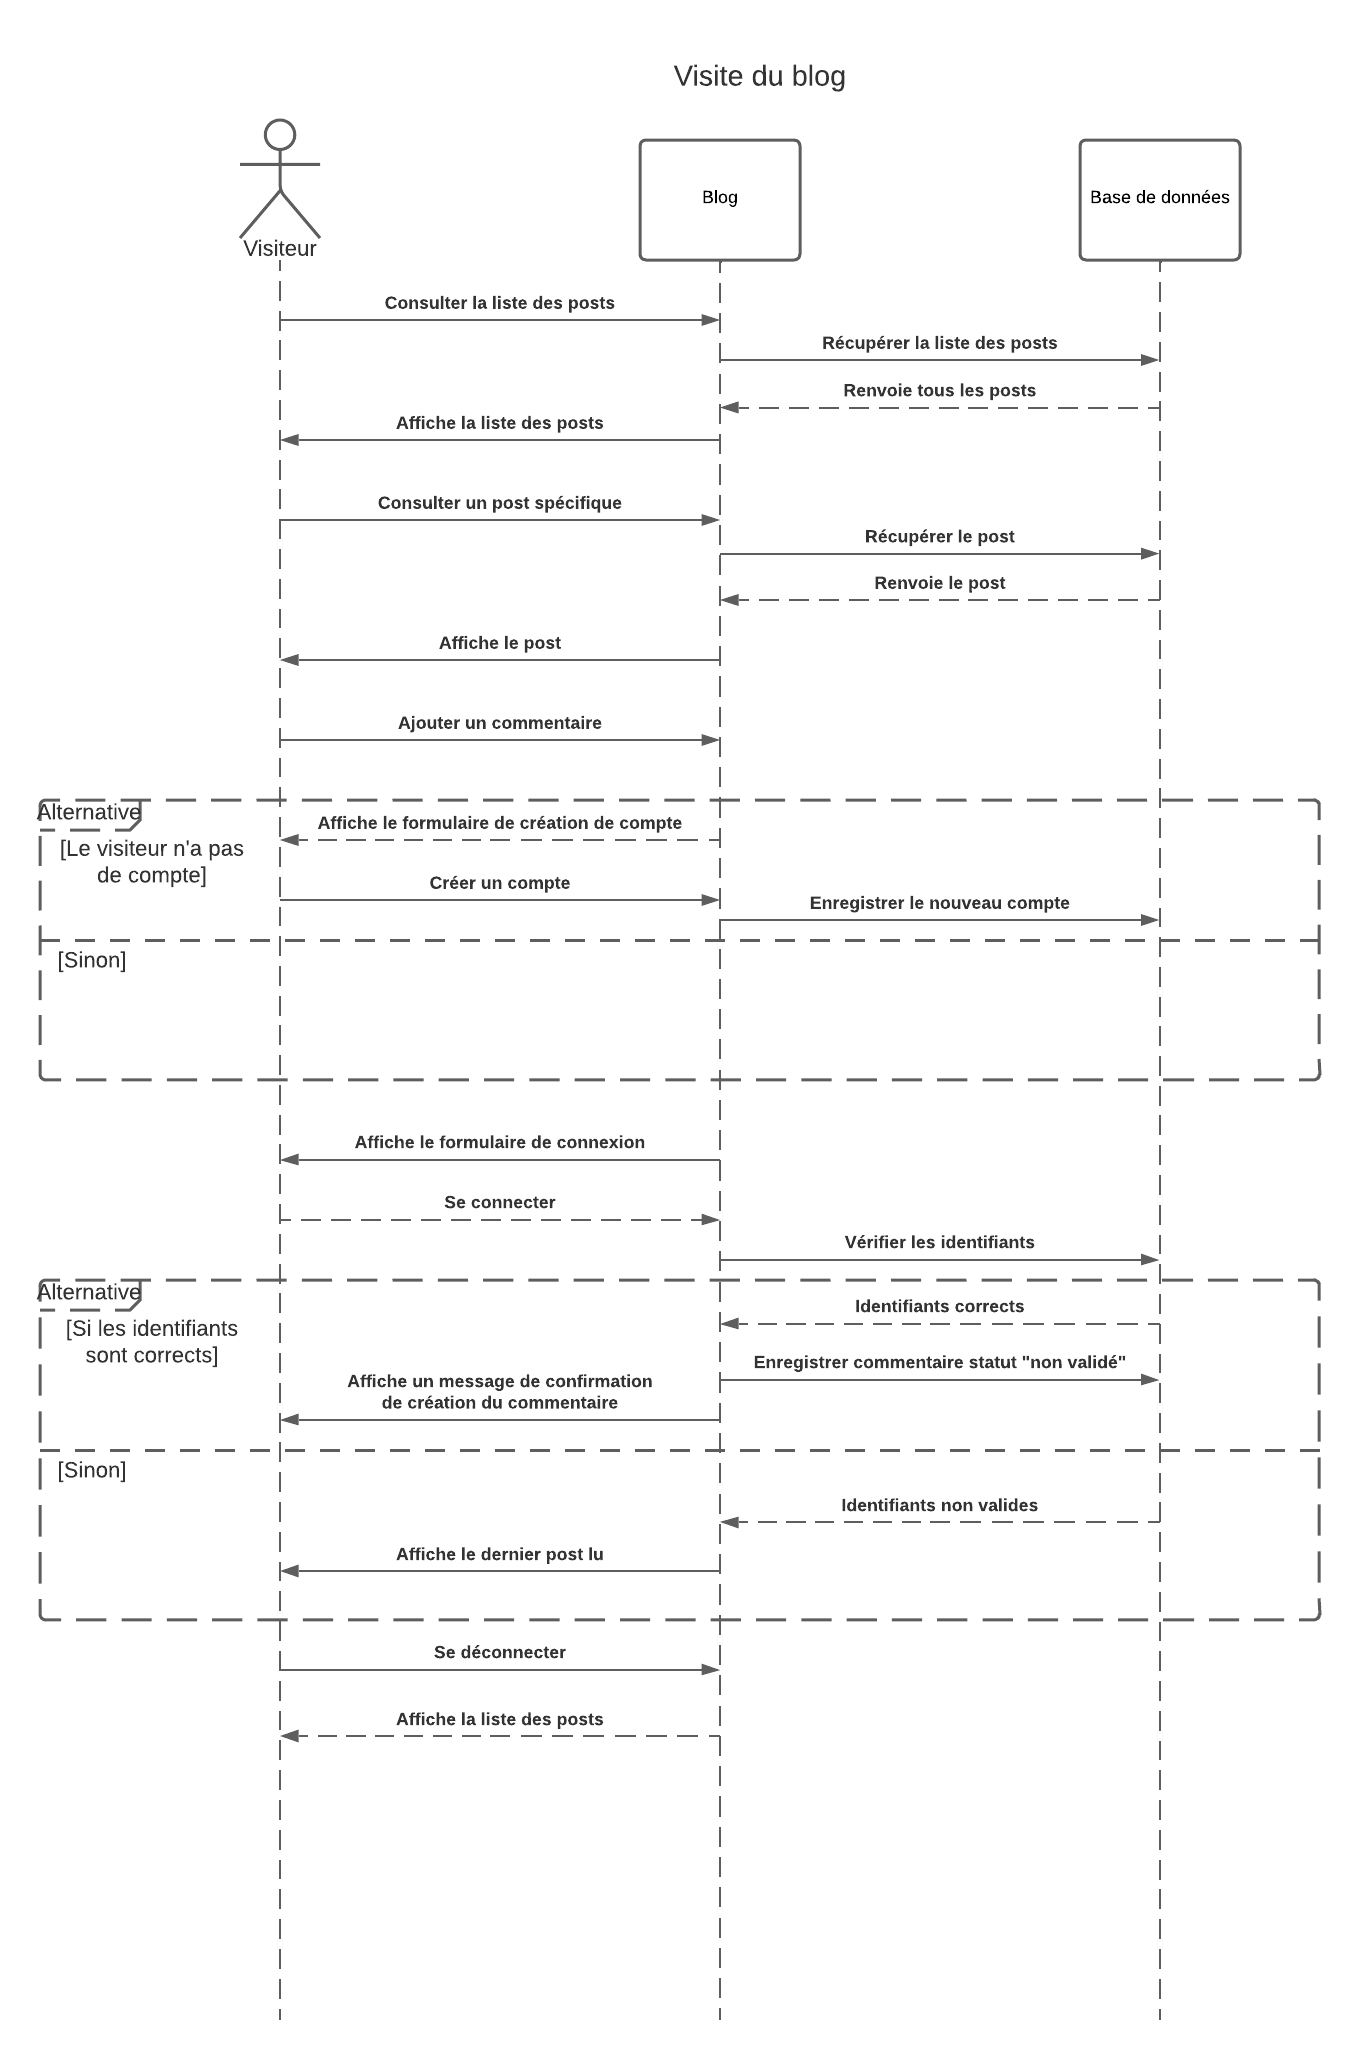 Visite du blog
Visiteur
Blog
Base de données
Consulter la liste des posts
Récupérer la liste des posts
Renvoie tous les posts
Affiche la liste des posts
Consulter un post spécifique
Récupérer le post
Renvoie le post
Affiche le post
Ajouter un commentaire
Alternative
Affiche le formulaire de création de compte
[Le visiteur n'a pas
de compte]
Créer un compte
Enregistrer le nouveau compte
[Sinon]
Affiche le formulaire de connexion
Se connecter
Vérifier les identifiants
Alternative
Identifiants corrects
[Si les identifiants
sont corrects]
Enregistrer commentaire statut "non validé"
Affiche un message de confirmation
de création du commentaire
[Sinon]
Identifiants non valides
Affiche le dernier post lu
Se déconnecter
Affiche la liste des posts